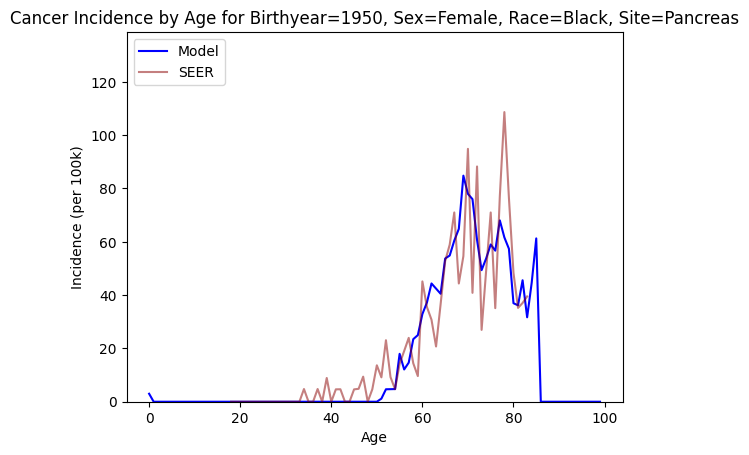 Cancer Incidence by Age for Birthyear=1950, Sex=Female, Race=Black, Site=Pancreas
Model
SEER
120
100
80
60
40
20
0
Incidence (per 100k)
0 20 40 60 80 100
Age